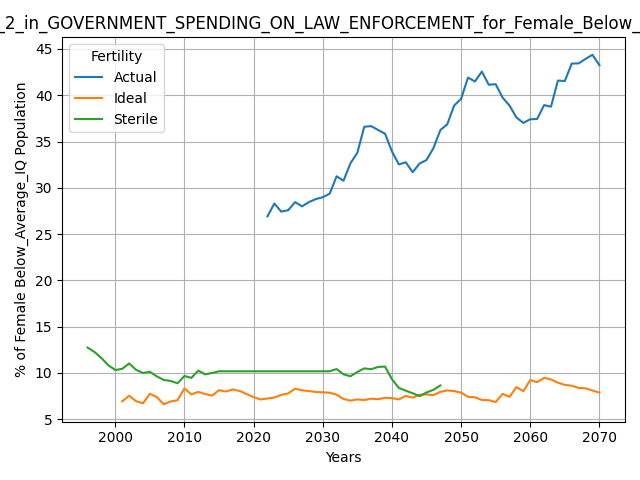 _2_in_GOVERNMENT_SPENDING_ON_LAW_ENFORCEMENT_for_Female_Below_
Fertility
Actual
Ideal
Sterile
% of Female Below_Average_IQ Population
45
40
35
30
25
20
15
10
5
2000 2010 2020 2030 2040 2050 2060 2070
Years